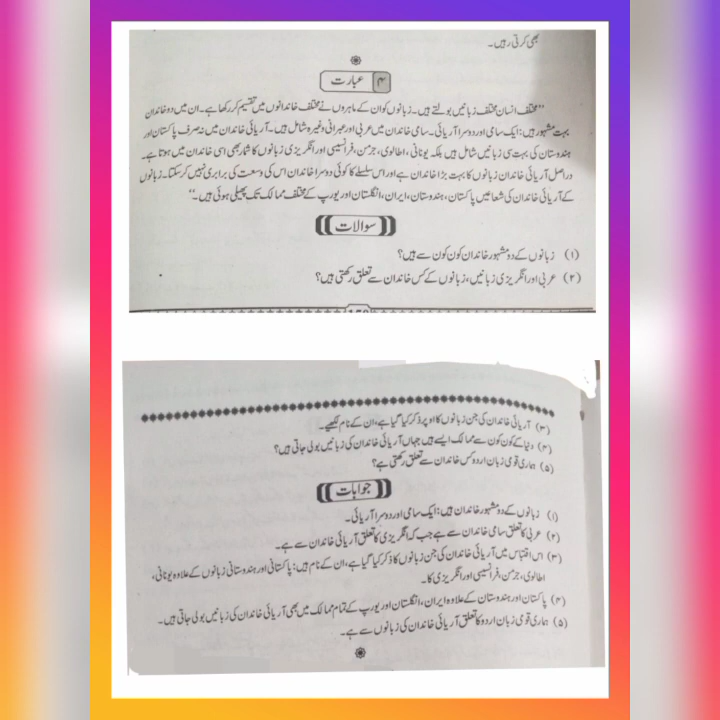 بھی کرتی رہیں۔
۴ عبارت
’’مختلف انسان مختلف زبانیں بولتے ہیں۔ زبانوں کو ان کے ماہروں نے مختلف خاندانوں میں تقسیم کر رکھا ہے۔ ان میں دو خاندان
بہت مشہور ہیں: ایک سامی اور دوسرا آریائی۔ سامی خاندان میں عربی اور عبرانی وغیرہ شامل ہیں۔ آریائی خاندان میں نہ صرف پاکستان اور
ہندوستان کی بہت سی زبانیں شامل ہیں بلکہ یونانی، اطالوی، جرمن، فرانسیسی اور انگریزی زبانوں کا شمار بھی اسی خاندان میں ہوتا ہے۔
دراصل آریائی خاندان زبانوں کا بہت بڑا خاندان ہے اور اس سلسلے کا کوئی دوسرا خاندان اس کی وسعت کی برابری نہیں کر سکتا۔ زبانوں
کے آریائی خاندان کی شعاعیں پاکستان، ہندوستان، ایران، انگلستان اور یورپ کے مختلف ممالک تک پھیلی ہوئی ہیں۔‘‘
سوالات
(۱) زبانوں کے دو مشہور خاندان کون کون سے ہیں؟
(۲) عربی اور انگریزی زبانیں، زبانوں کے کس خاندان سے تعلق رکھتی ہیں؟
(۳) آریائی خاندان کی جن زبانوں کا اوپر ذکر کیا گیا ہے، ان کے نام لکھیے۔
(۴) دنیا کے کون کون سے ممالک ایسے ہیں جہاں آریائی خاندان کی زبانیں بولی جاتی ہیں؟
(۵) ہماری قومی زبان اردو کس خاندان سے تعلق رکھتی ہے؟
جوابات
(۱) زبانوں کے دو مشہور خاندان ہیں: ایک سامی اور دوسرا آریائی۔
(۲) عربی کا تعلق سامی خاندان سے ہے جب کہ انگریزی کا تعلق آریائی خاندان سے ہے۔
(۳) اس اقتباس میں آریائی خاندان کی جن زبانوں کا ذکر کیا گیا ہے، ان کے نام ہیں: پاکستانی اور ہندوستانی زبانوں کے علاوہ یونانی،
اطالوی، جرمن، فرانسیسی اور انگریزی کا۔
(۴) پاکستان اور ہندوستان کے علاوہ ایران، انگلستان اور یورپ کے تمام ممالک میں بھی آریائی خاندان کی زبانیں بولی جاتی ہیں۔
(۵) ہماری قومی زبان اردو کا تعلق آریائی خاندان کی زبانوں سے ہے۔